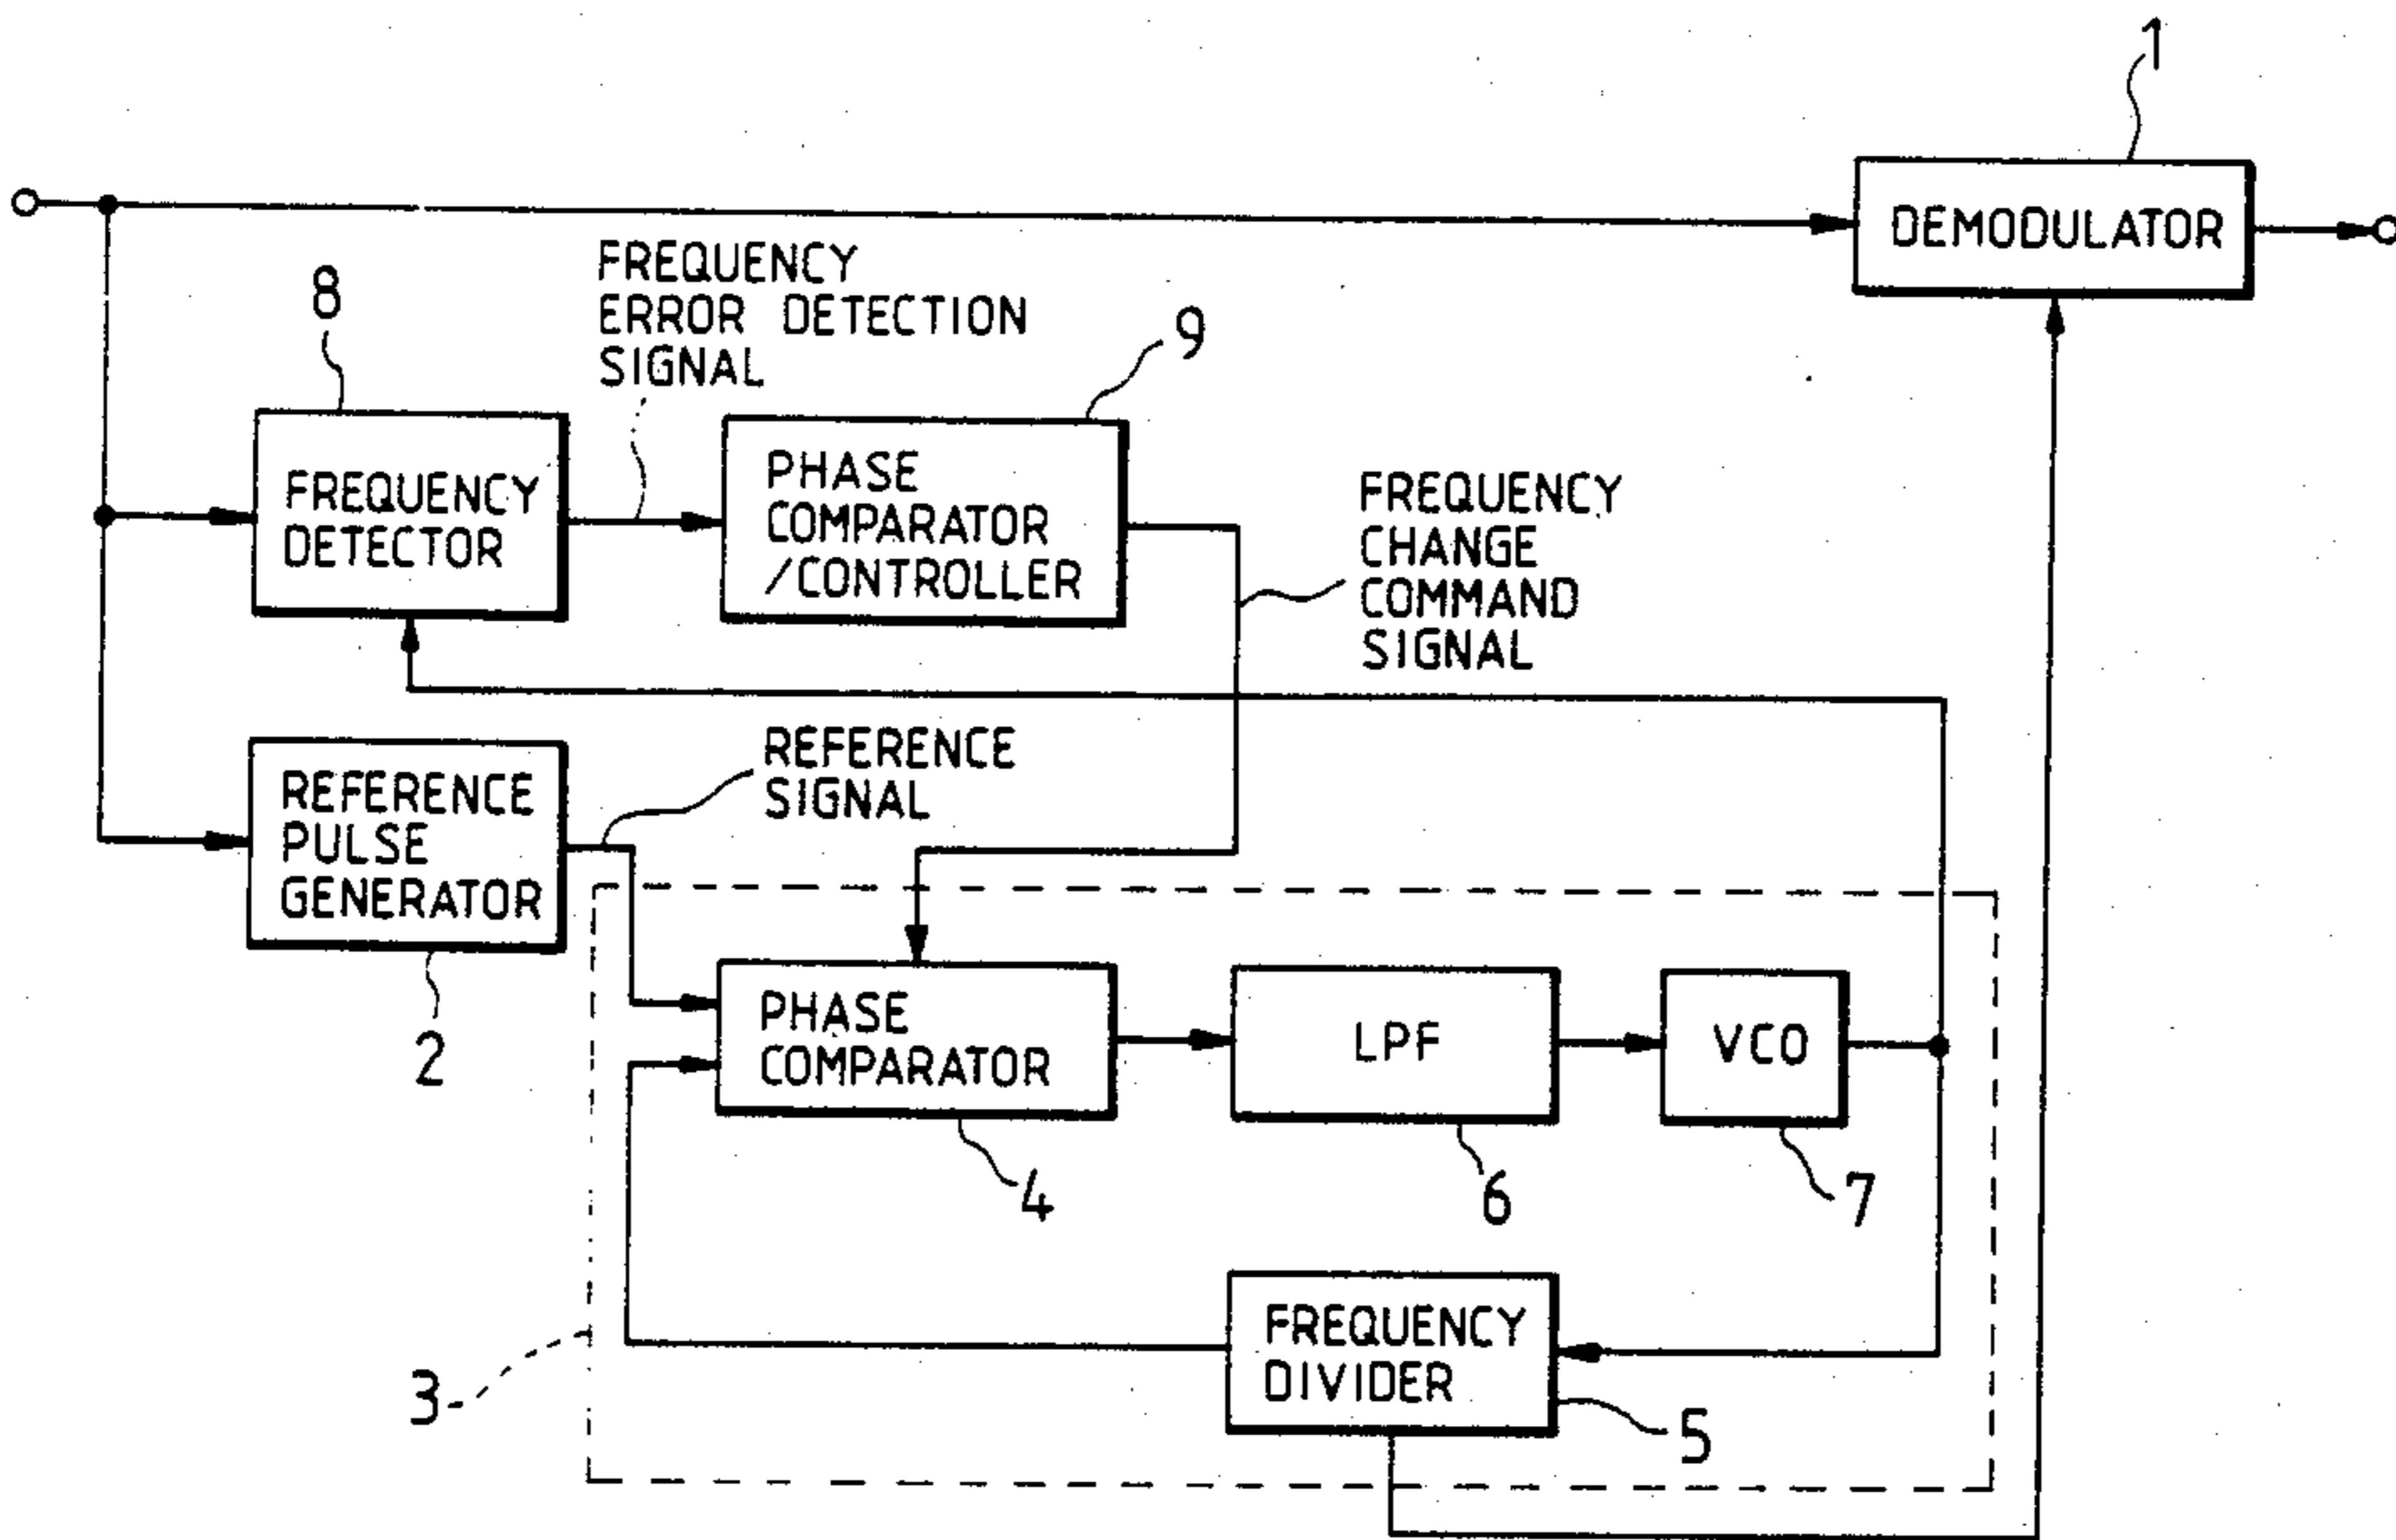 1
DEMODULATOR
FREQUENCY
ERROR DETECTION
SIGNAL
8
9
FREQUENCY
DETECTOR
PHASE
COMPARATOR
/CONTROLLER
FREQUENCY
CHANGE
COMMAND
SIGNAL
REFERENCE
SIGNAL
REFERENCE
PULSE
GENERATOR
2
PHASE
COMPARATOR
4
LPF
6
VCO
7
FREQUENCY
DIVIDER
5
3